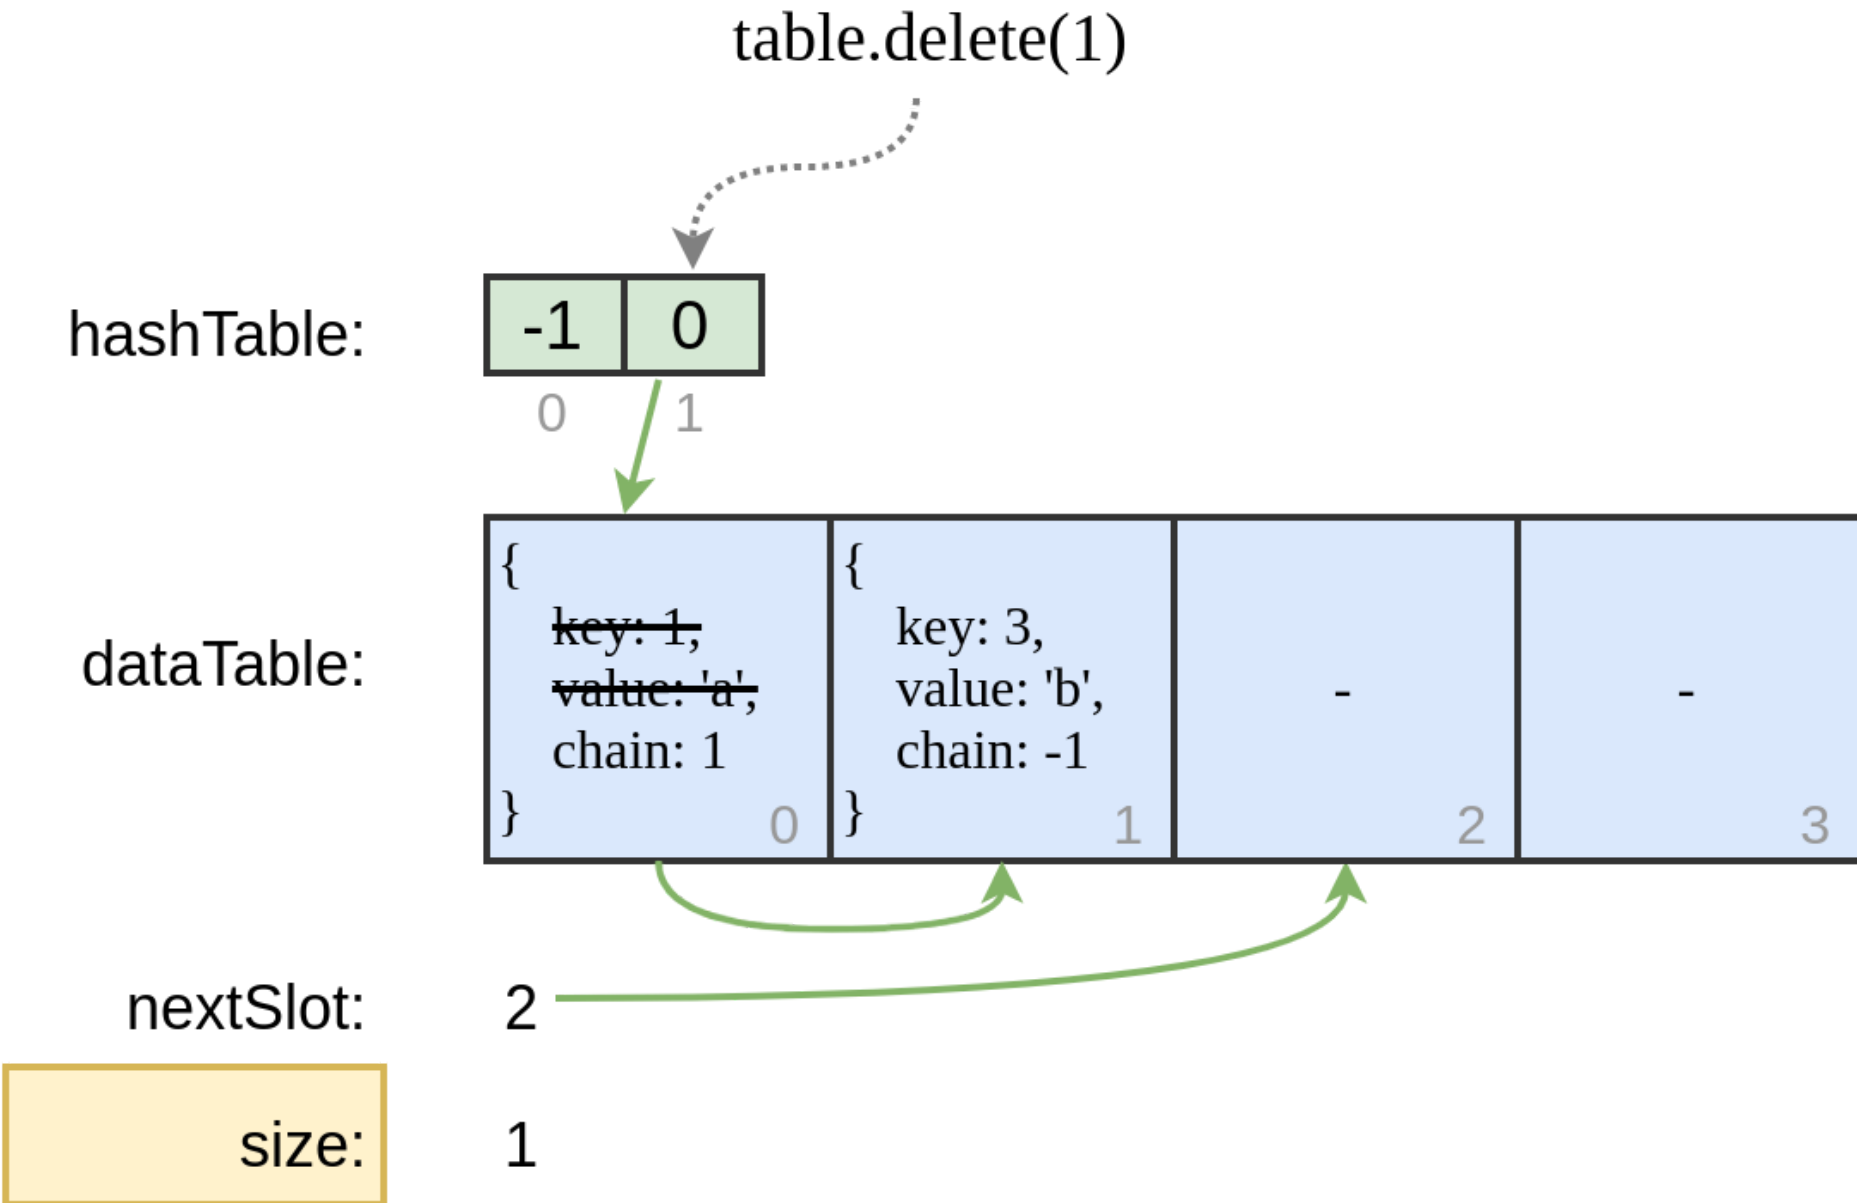 table.delete(1)
hashTable:
-1 0
0 1
dataTable:
{
key: 1,
value: 'a',
chain: 1
}
0
{
key: 3,
value: 'b',
chain: -1
}
1
-
2
-
3
nextSlot: 2
size: 1